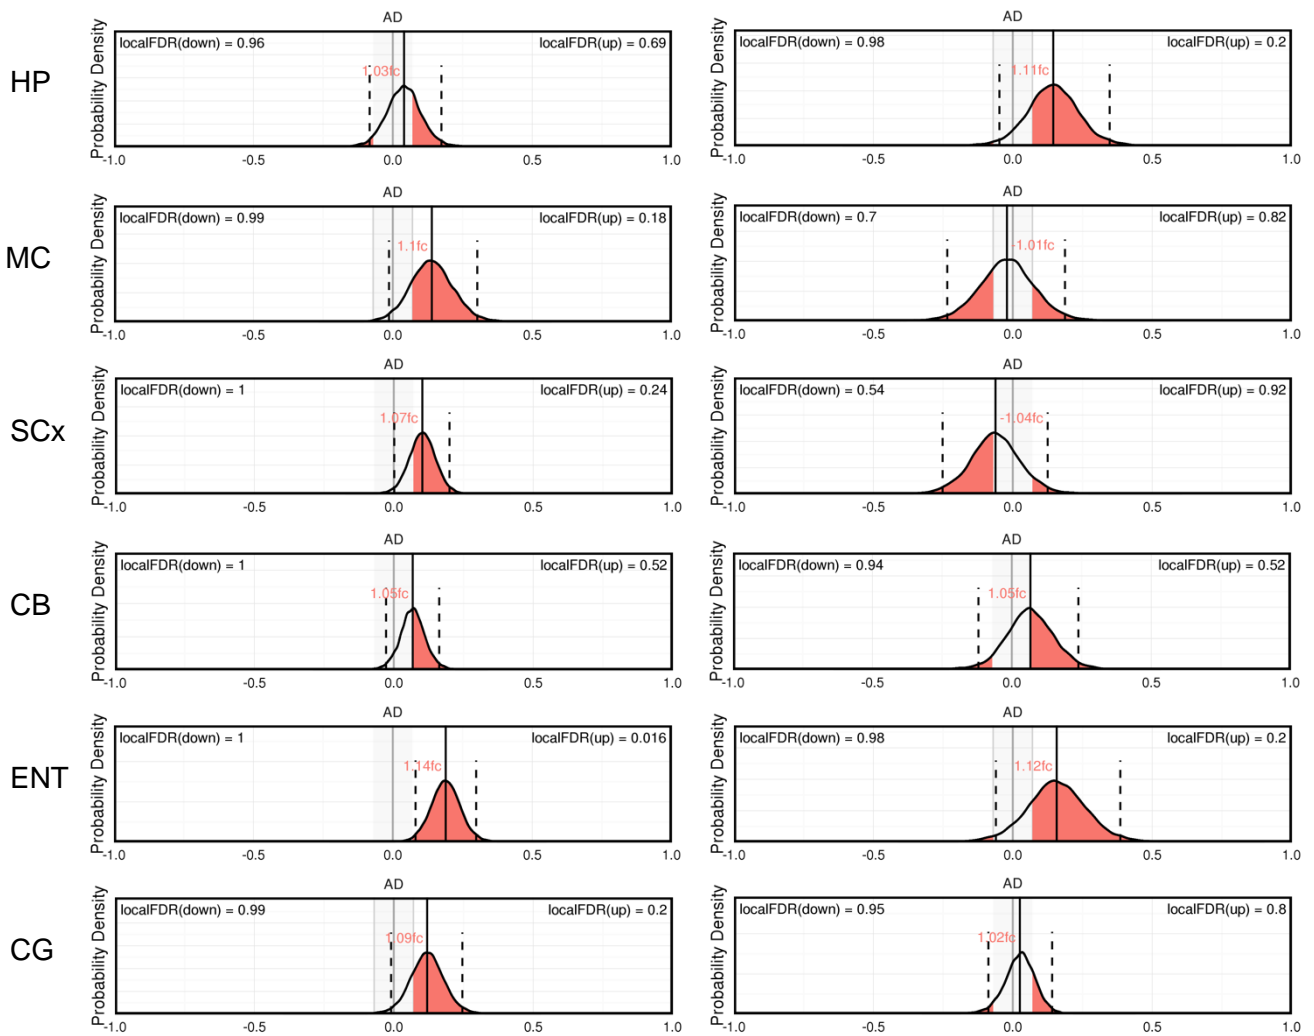 AD AD
HP
Probability Density
localFDR(down) = 0.96 localFDR(up) = 0.69
1.03fc
-1.0 -0.5 0.0 0.5 1.0
Probability Density
localFDR(down) = 0.98 localFDR(up) = 0.2
1.11fc
-1.0 -0.5 0.0 0.5 1.0
AD AD
MC
Probability Density
localFDR(down) = 0.99 localFDR(up) = 0.18
1.1fc
-1.0 -0.5 0.0 0.5 1.0
Probability Density
localFDR(down) = 0.7 localFDR(up) = 0.82
-1.01fc
-1.0 -0.5 0.0 0.5 1.0
AD AD
SCx
Probability Density
localFDR(down) = 1 localFDR(up) = 0.24
1.07fc
-1.0 -0.5 0.0 0.5 1.0
Probability Density
localFDR(down) = 0.54 localFDR(up) = 0.92
-1.04fc
-1.0 -0.5 0.0 0.5 1.0
AD AD
CB
Probability Density
localFDR(down) = 1 localFDR(up) = 0.52
1.05fc
-1.0 -0.5 0.0 0.5 1.0
Probability Density
localFDR(down) = 0.94 localFDR(up) = 0.52
1.05fc
-1.0 -0.5 0.0 0.5 1.0
AD AD
ENT
Probability Density
localFDR(down) = 1 localFDR(up) = 0.016
1.14fc
-1.0 -0.5 0.0 0.5 1.0
Probability Density
localFDR(down) = 0.98 localFDR(up) = 0.2
1.12fc
-1.0 -0.5 0.0 0.5 1.0
AD AD
CG
Probability Density
localFDR(down) = 0.99 localFDR(up) = 0.2
1.09fc
-1.0 -0.5 0.0 0.5 1.0
Probability Density
localFDR(down) = 0.95 localFDR(up) = 0.8
1.02fc
-1.0 -0.5 0.0 0.5 1.0